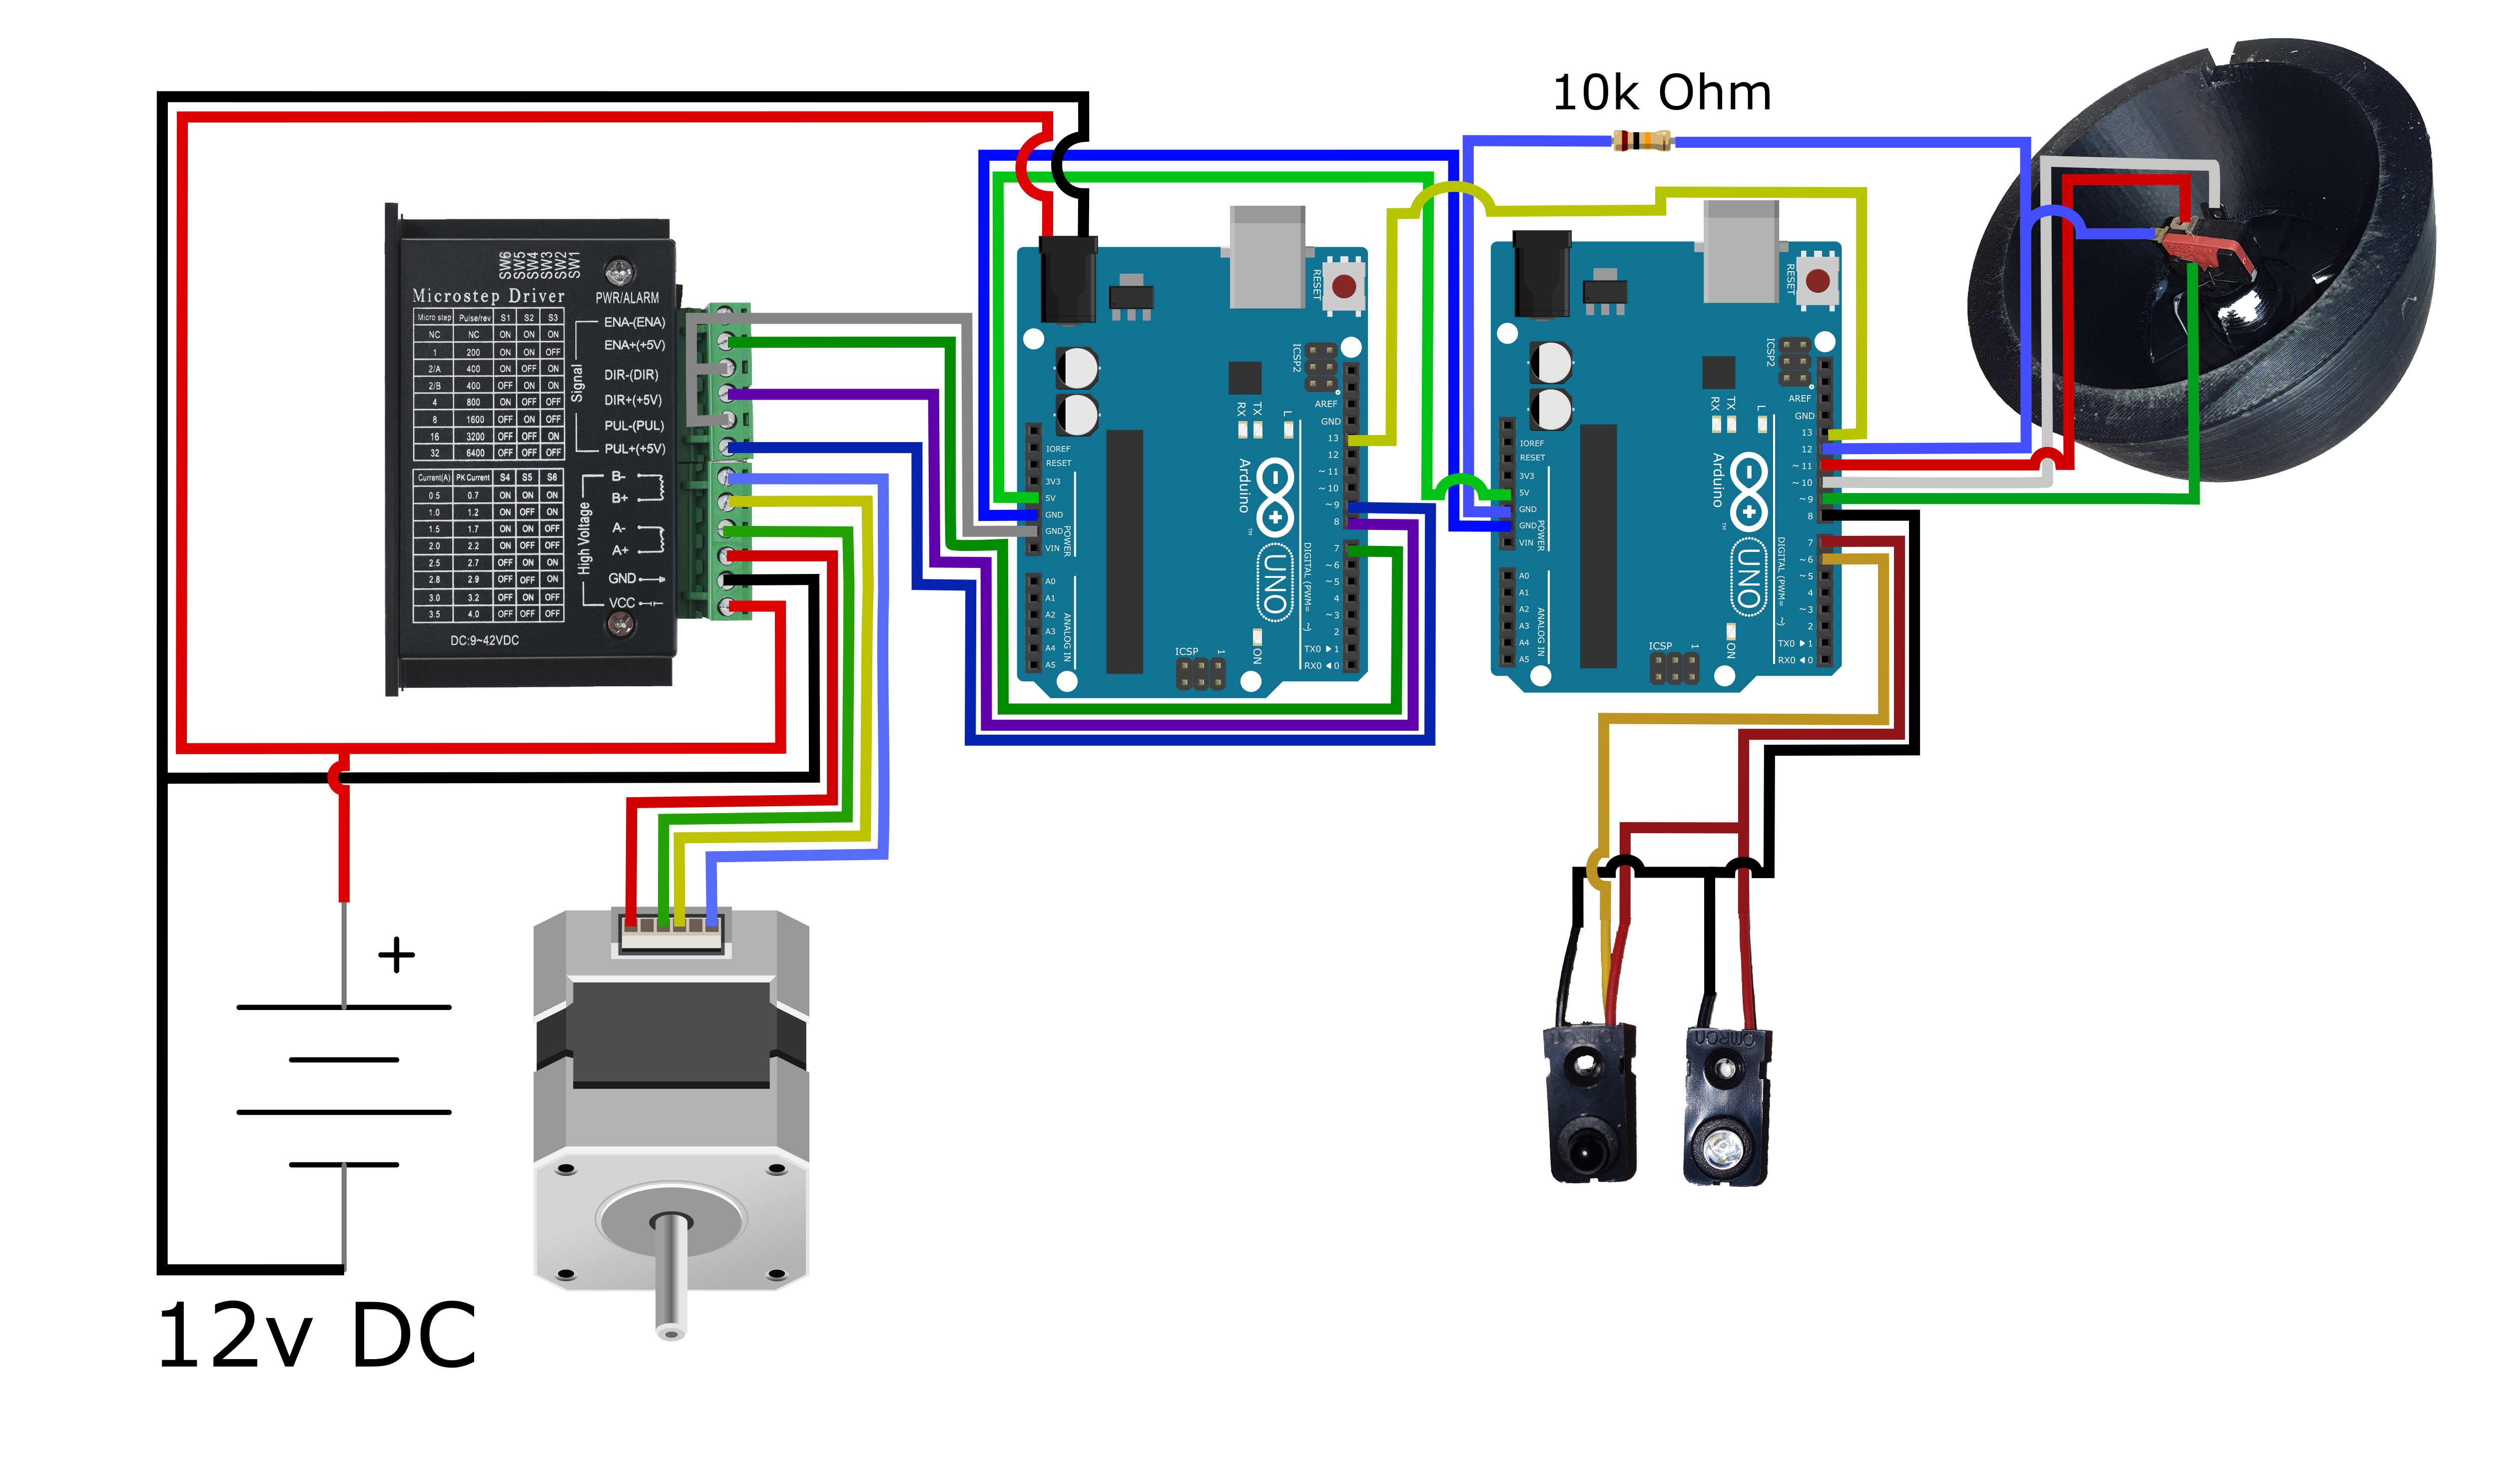 10k Ohm
SW6
SW5
SW4
SW3
SW2
SW1
Microstep Driver
PWR/ALARM
Micro step Pulse/rev S1 S2 S3
NC NC ON ON ON
1 200 ON ON OFF
2/A 400 ON OFF ON
2/B 400 OFF ON ON
4 800 ON OFF OFF
8 1600 OFF ON OFF
16 3200 OFF OFF ON
32 6400 OFF OFF OFF
Signal
ENA-(ENA)
ENA+(+5V)
DIR-(DIR)
DIR+(+5V)
PUL-(PUL)
PUL+(+5V)
Current(A) PK Current S4 S5 S6
0.5 0.7 ON ON ON
1.0 1.2 ON OFF ON
1.5 1.7 ON ON OFF
2.0 2.2 ON OFF OFF
2.5 2.7 OFF ON ON
2.8 2.9 OFF OFF ON
3.0 3.2 OFF ON OFF
3.5 4.0 OFF OFF OFF
High Voltage
B-
B+
A-
A+
GND
VCC
DC:9~42VDC
RESET
ICSP2
AREF
GND
13
12
~11
~10
~9
8
7
~6
~5
4
~3
2
TX0 ▶ 1
RX0 ◀ 0
RX
TX
L
IOREF
RESET
3V3
5V
GND
GND
VIN
POWER
A0
A1
A2
A3
A4
A5
ANALOG IN
Arduino
TM
UNO
DIGITAL (PWM= ~)
ICSP
1
ON
RESET
ICSP2
AREF
GND
13
12
~11
~10
~9
8
7
~6
~5
4
~3
2
TX0 ▶ 1
RX0 ◀ 0
RX
TX
L
IOREF
RESET
3V3
5V
GND
GND
VIN
POWER
A0
A1
A2
A3
A4
A5
ANALOG IN
Arduino
TM
UNO
DIGITAL (PWM= ~)
ICSP
1
ON
+
OMRON
OMRON
12v DC